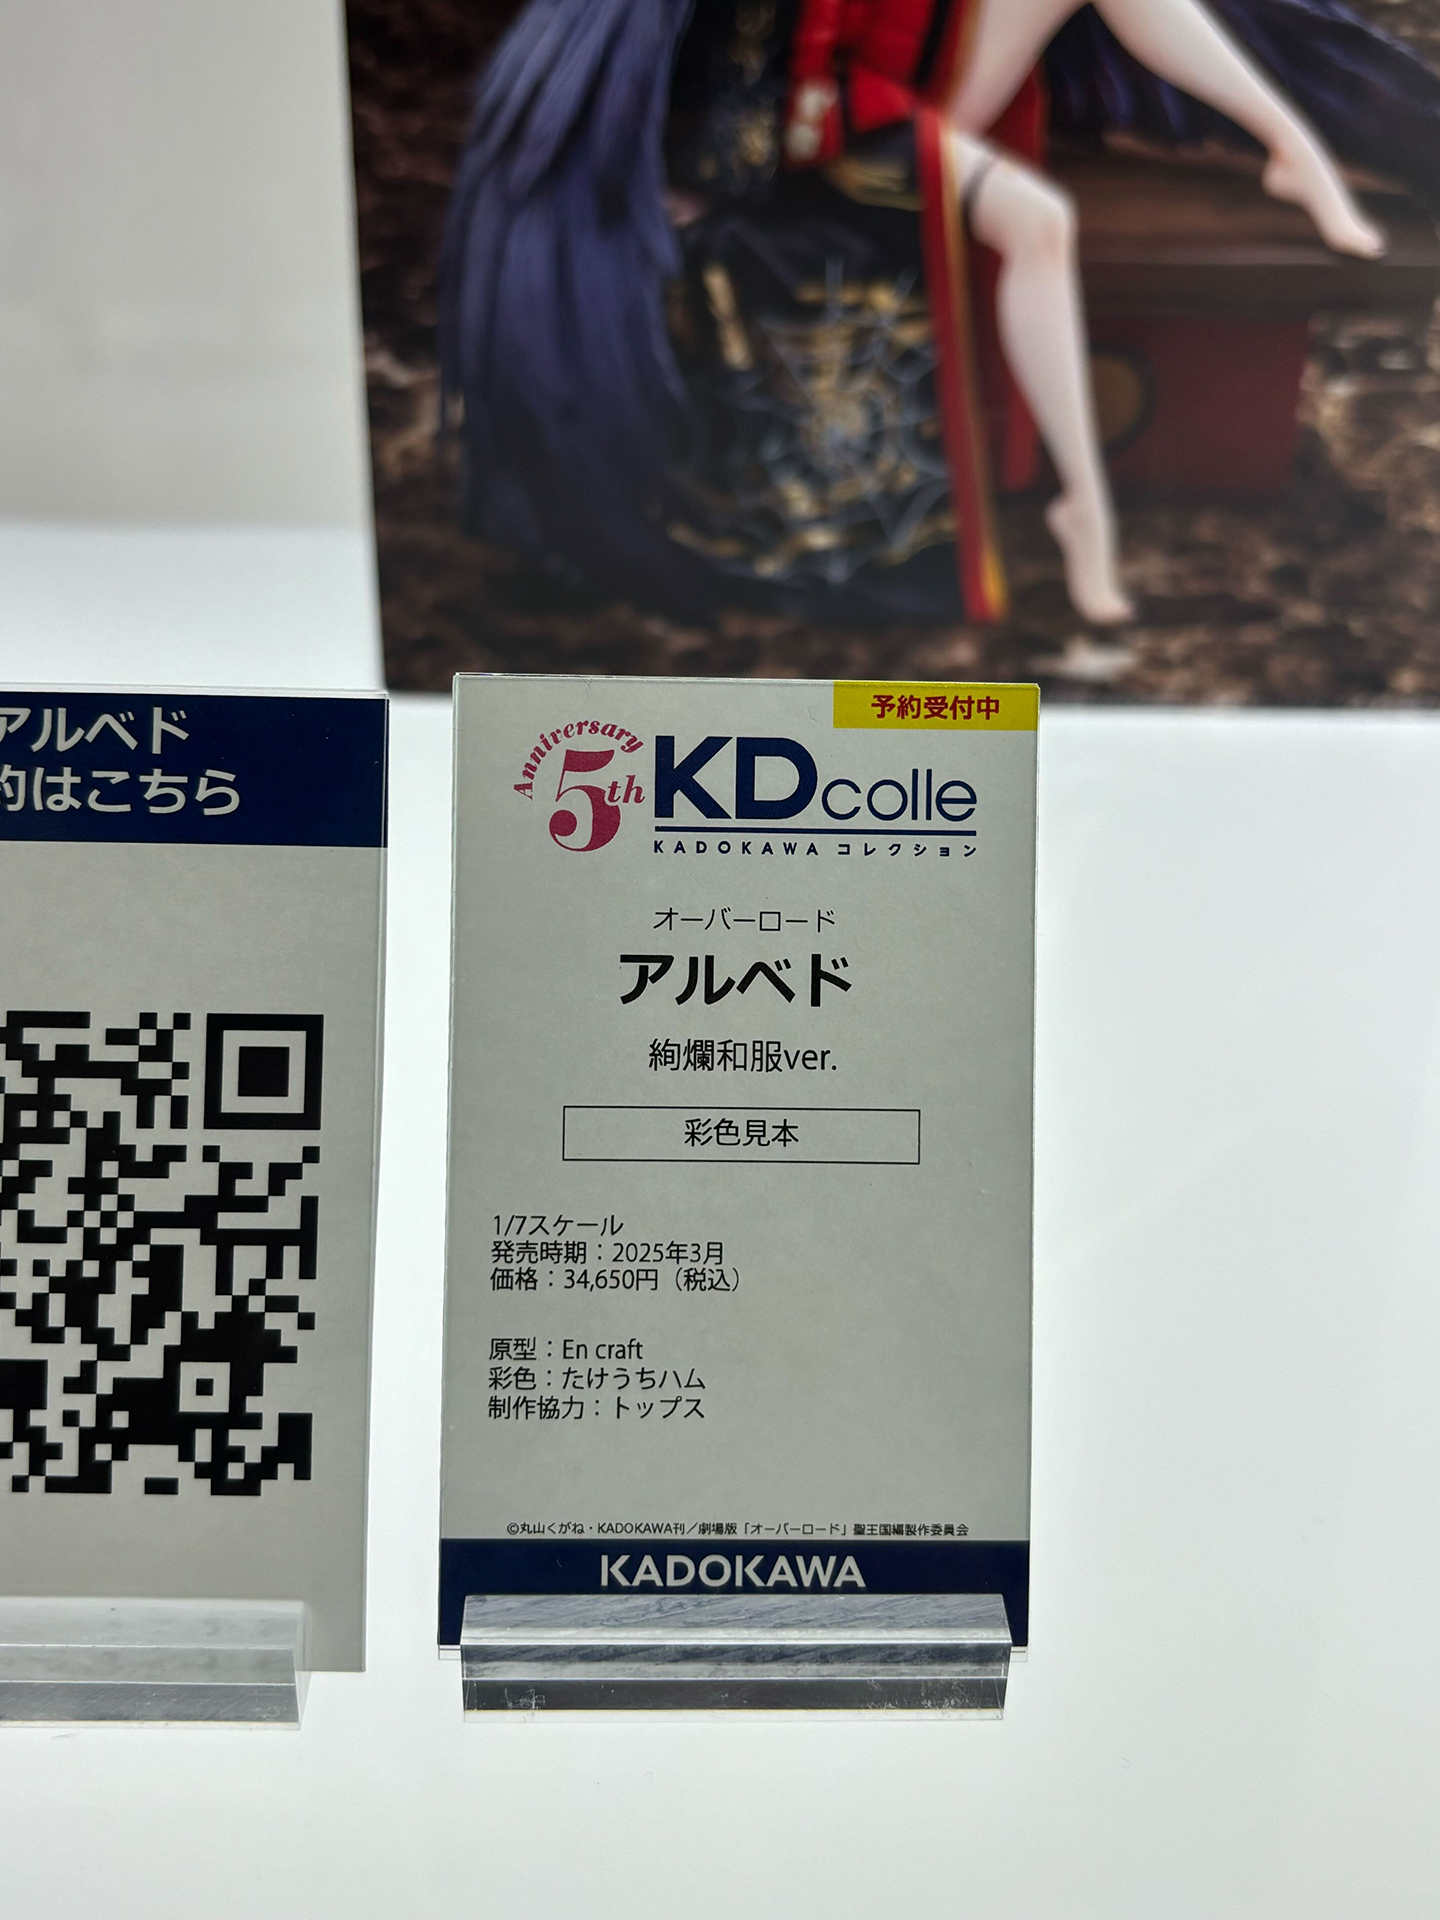 アルベド
約はこちら
予約受付中
Anniversary
5th
KDcolle
KADOKAWA コレクション
オーバーロード
アルベド
絢爛和服ver.
彩色見本
1/7スケール
発売時期：2025年3月
価格：34,650円（税込）
原型：En craft
彩色：たけうちハム
制作協力：トップス
©丸山くがね・KADOKAWA刊／劇場版「オーバーロード」聖王国編製作委員会
KADOKAWA